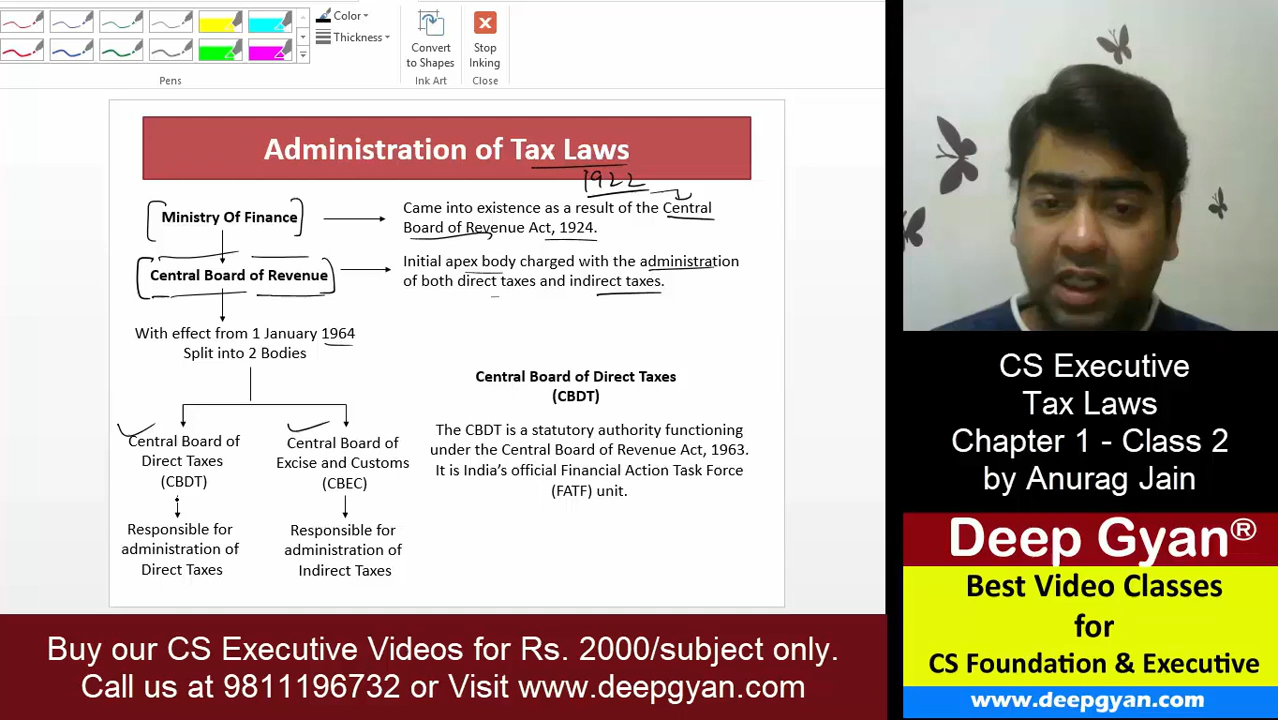 Color
Thickness
Convert
to Shapes
Stop
Inking
Pens
Ink Art
Close
Administration of Tax Laws
1922
Ministry Of Finance
Came into existence as a result of the Central
Board of Revenue Act, 1924.
Central Board of Revenue
Initial apex body charged with the administration
of both direct taxes and indirect taxes.
With effect from 1 January 1964
Split into 2 Bodies
Central Board of
Direct Taxes
(CBDT)
Responsible for
administration of
Direct Taxes
Central Board of
Excise and Customs
(CBEC)
Responsible for
administration of
Indirect Taxes
Central Board of Direct Taxes
(CBDT)
The CBDT is a statutory authority functioning
under the Central Board of Revenue Act, 1963.
It is India’s official Financial Action Task Force
(FATF) unit.
CS Executive
Tax Laws
Chapter 1 - Class 2
by Anurag Jain
Deep Gyan®
Best Video Classes
for
CS Foundation & Executive
www.deepgyan.com
Buy our CS Executive Videos for Rs. 2000/subject only.
Call us at 9811196732 or Visit www.deepgyan.com